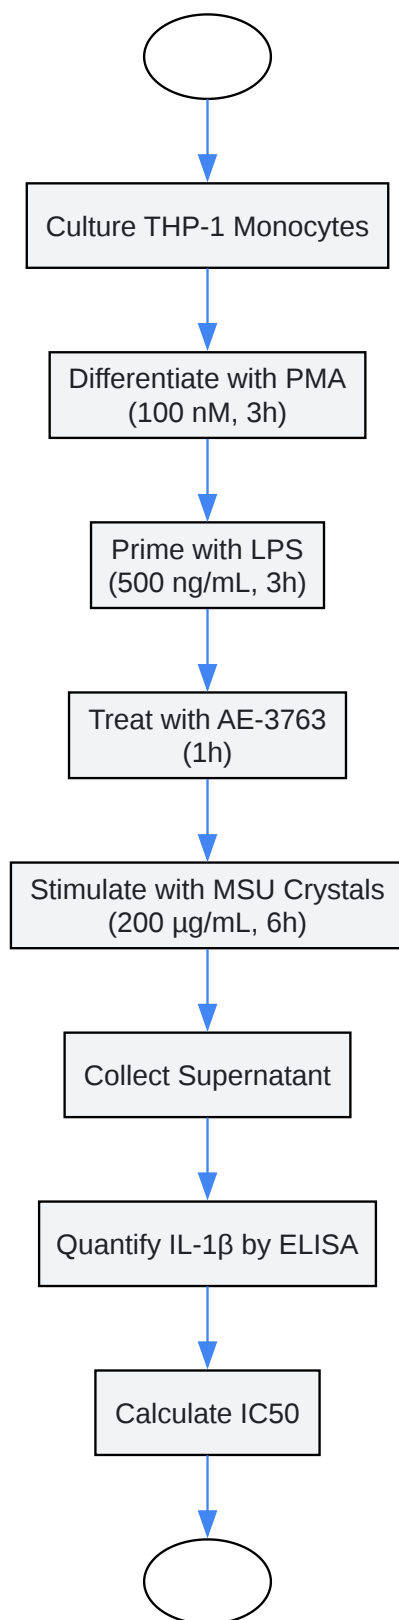 Culture THP-1 Monocytes
Differentiate with PMA
(100 nM, 3h)
Prime with LPS
(500 ng/mL, 3h)
Treat with AE-3763
(1h)
Stimulate with MSU Crystals
(200 µg/mL, 6h)
Collect Supernatant
Quantify IL-1β by ELISA
Calculate IC50